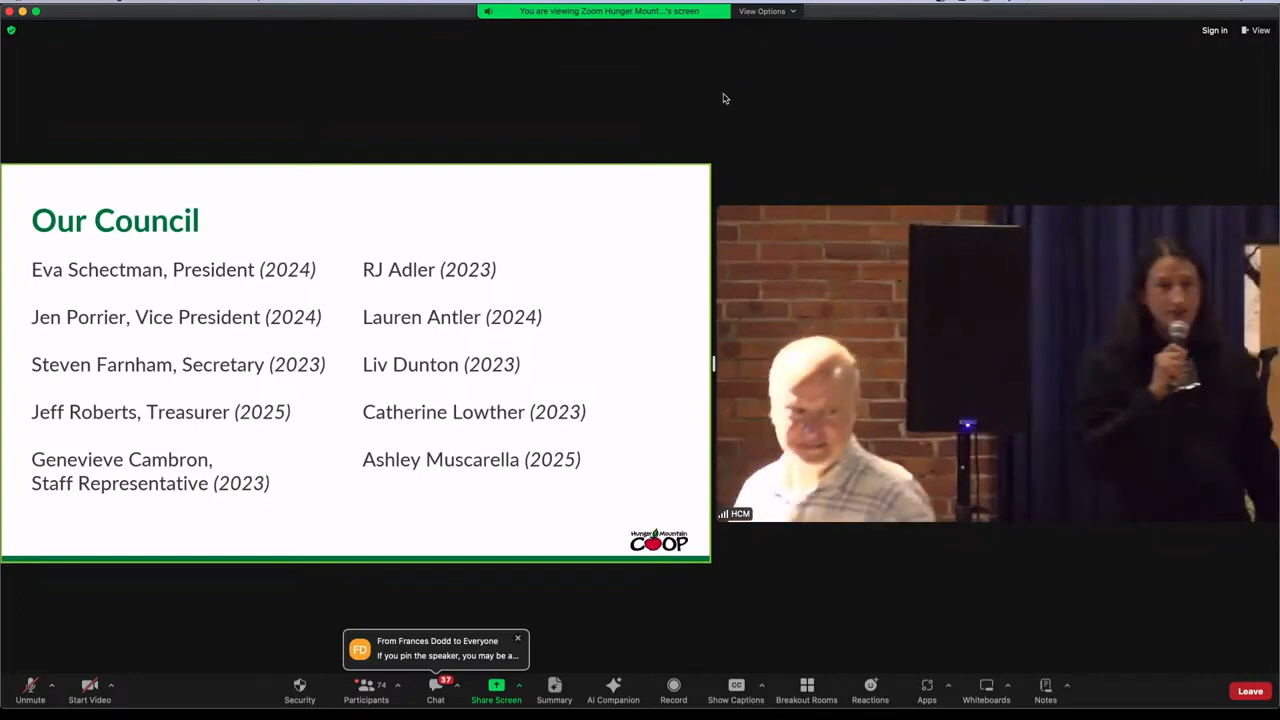 You are viewing Zoom Hunger Mount...'s screen
View Options
Sign in
View
Our Council
Eva Schectman, President (2024)
Jen Porrier, Vice President (2024)
Steven Farnham, Secretary (2023)
Jeff Roberts, Treasurer (2025)
Genevieve Cambron,
Staff Representative (2023)
RJ Adler (2023)
Lauren Antler (2024)
Liv Dunton (2023)
Catherine Lowther (2023)
Ashley Muscarella (2025)
Hunger Mountain
COOP
HCM
FD
From Frances Dodd to Everyone
If you pin the speaker, you may be a...
Unmute
Start Video
Security
74
Participants
37
Chat
Share Screen
Summary
AI Companion
Record
CC
Show Captions
Breakout Rooms
Reactions
Apps
Whiteboards
Notes
Leave